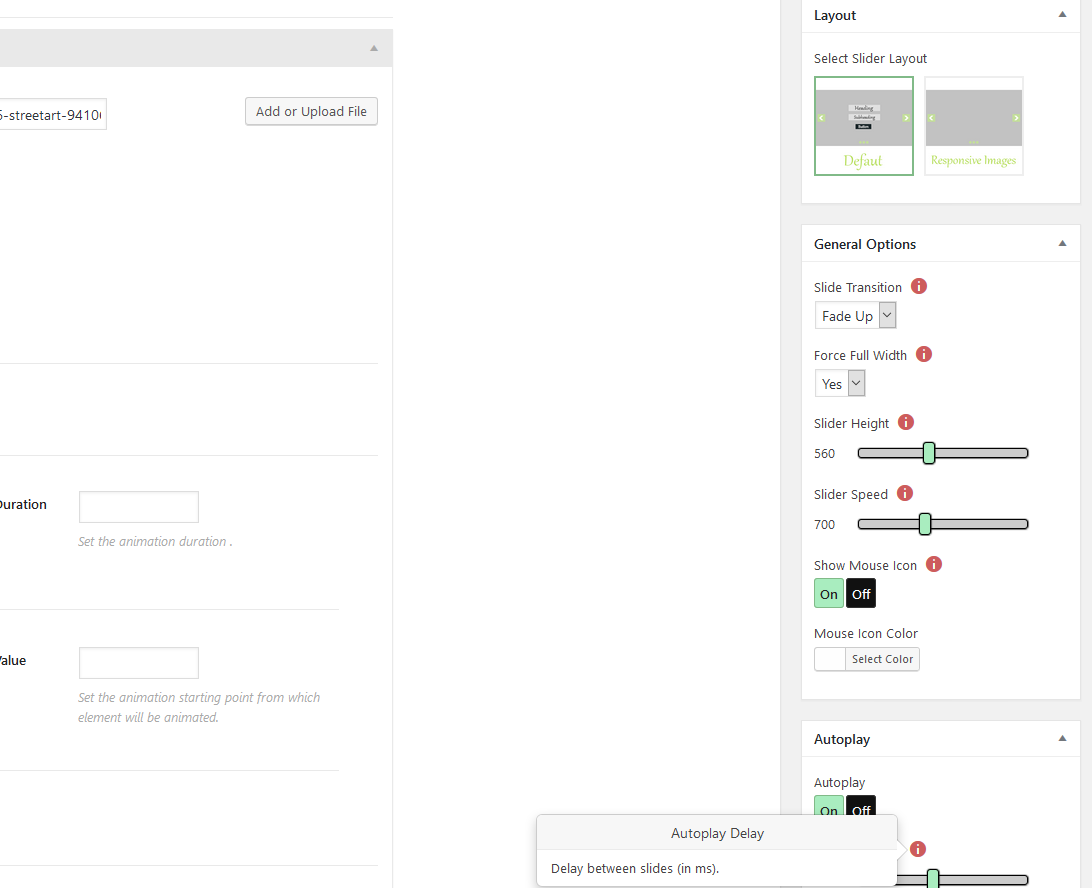 5-streetart-9410
Add or Upload File
Duration
Set the animation duration .
Value
Set the animation starting point from which
element will be animated.
Layout
Select Slider Layout
Heading
Subheading
Button
Defaut
Responsive Images
General Options
Slide Transition
Fade Up
Force Full Width
Yes
Slider Height
560
Slider Speed
700
Show Mouse Icon
On Off
Mouse Icon Color
Select Color
Autoplay
Autoplay
On Off
Autoplay Delay
Delay between slides (in ms).